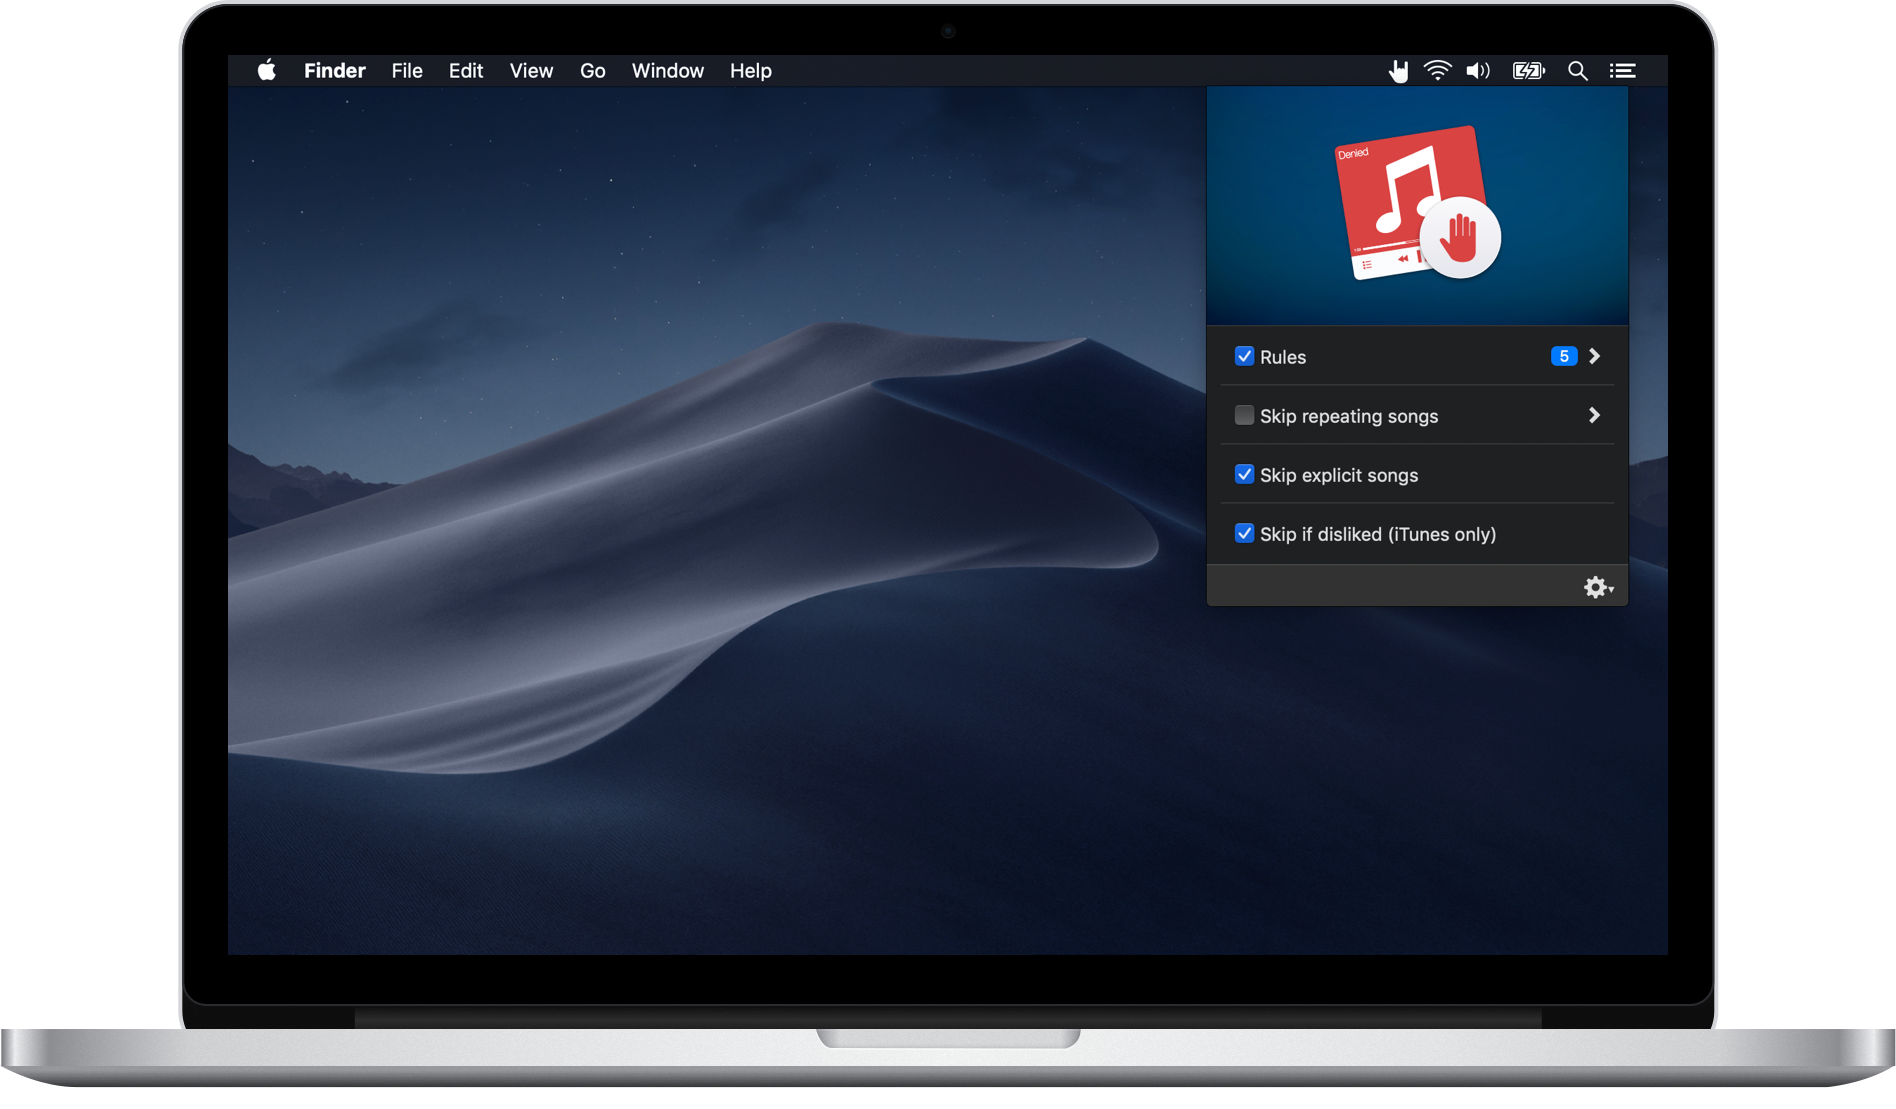 Finder File Edit View Go Window Help
Denied
Rules 5
Skip repeating songs
Skip explicit songs
Skip if disliked (iTunes only)